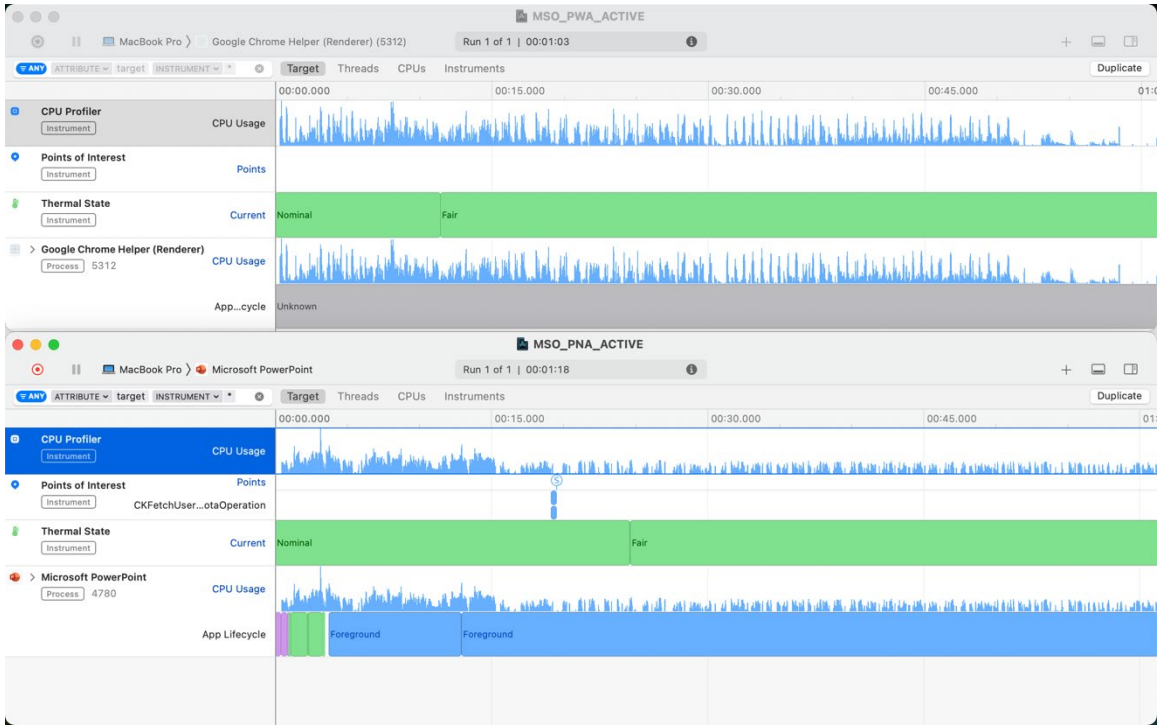 MSO_PWA_ACTIVE
MacBook Pro 〉 Google Chrome Helper (Renderer) (5312)
Run 1 of 1 | 00:01:03
ANY ATTRIBUTE target INSTRUMENT *
Target Threads CPUs Instruments
Duplicate
00:00.000 00:15.000 00:30.000 00:45.000 01:0
CPU Profiler
Instrument
CPU Usage
Points of Interest
Instrument
Points
Thermal State
Instrument
Current
Nominal
Fair
Google Chrome Helper (Renderer)
Process 5312
CPU Usage
App...cycle
Unknown
MSO_PNA_ACTIVE
MacBook Pro 〉 Microsoft PowerPoint
Run 1 of 1 | 00:01:18
ANY ATTRIBUTE target INSTRUMENT *
Target Threads CPUs Instruments
Duplicate
00:00.000 00:15.000 00:30.000 00:45.000 01:
CPU Profiler
Instrument
CPU Usage
Points of Interest
Instrument
Points
CKFetchUser...otaOperation
S
Thermal State
Instrument
Current
Nominal
Fair
Microsoft PowerPoint
Process 4780
CPU Usage
App Lifecycle
Foreground
Foreground